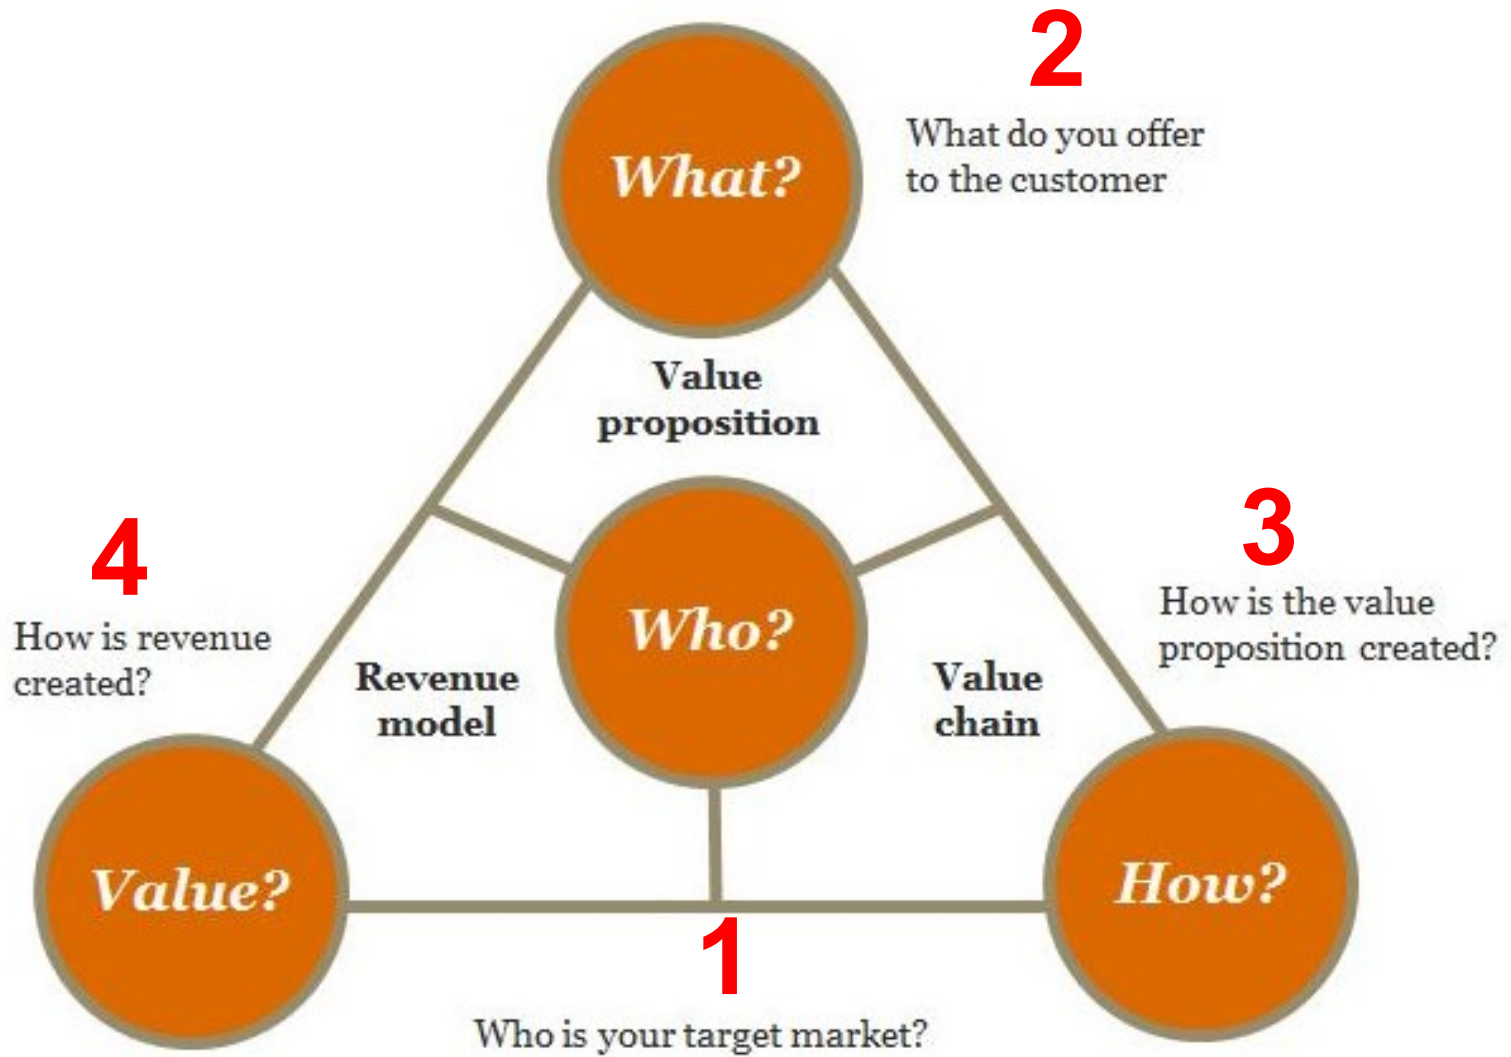 2
What do you offer
to the customer
What?
Value
proposition
3
How is the value
proposition created?
4
How is revenue
created?
Who?
Revenue
model
Value
chain
Value?
How?
1
Who is your target market?